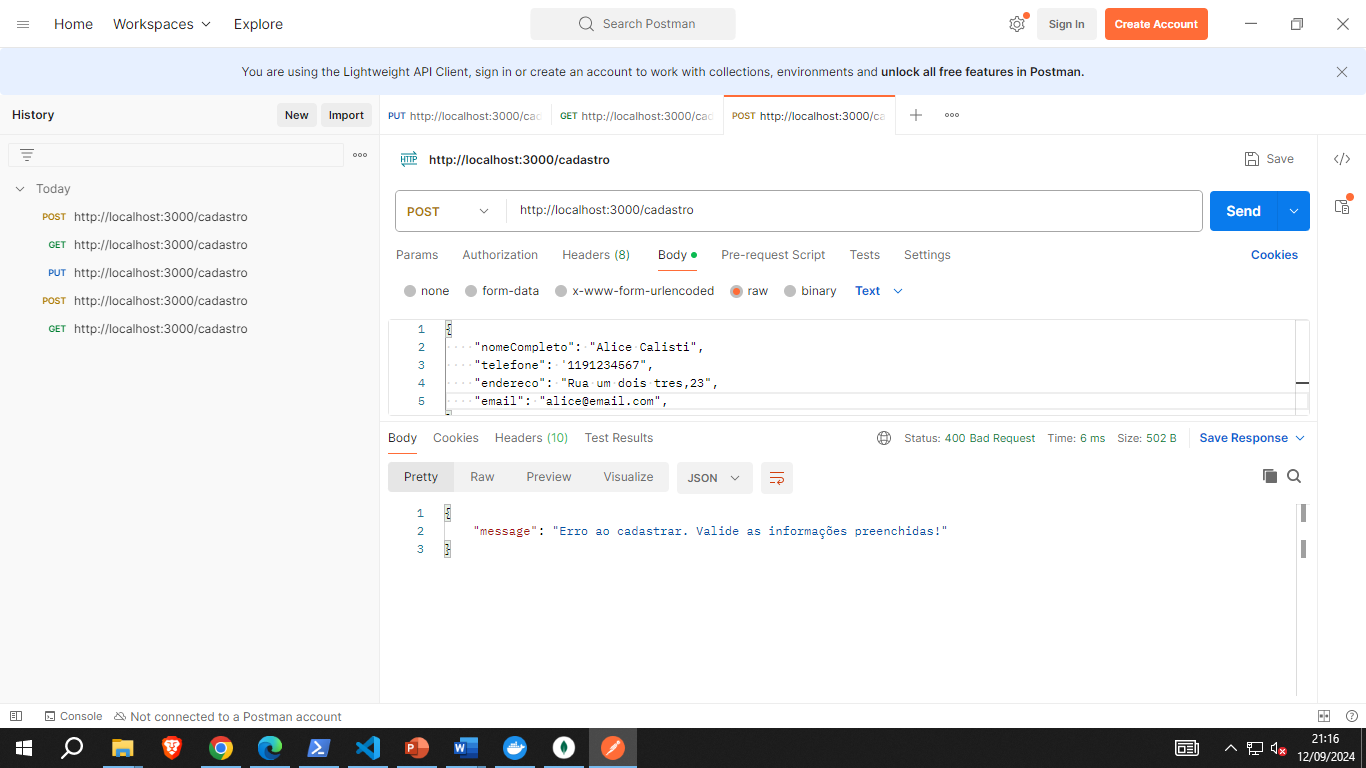 Home Workspaces Explore Search Postman Sign In Create Account
You are using the Lightweight API Client, sign in or create an account to work with collections, environments and unlock all free features in Postman.
History New Import
PUT http://localhost:3000/cad GET http://localhost:3000/cad POST http://localhost:3000/ca
HTTP http://localhost:3000/cadastro Save
Today
POST http://localhost:3000/cadastro
GET http://localhost:3000/cadastro
PUT http://localhost:3000/cadastro
POST http://localhost:3000/cadastro
GET http://localhost:3000/cadastro
POST http://localhost:3000/cadastro Send
Params Authorization Headers (8) Body Pre-request Script Tests Settings Cookies
none form-data x-www-form-urlencoded raw binary Text
1 {
2 "nomeCompleto": "Alice Calisti",
3 "telefone": '1191234567",
4 "endereco": "Rua um dois tres,23",
5 "email": "alice@email.com",
Body Cookies Headers (10) Test Results Status: 400 Bad Request Time: 6 ms Size: 502 B Save Response
Pretty Raw Preview Visualize JSON
1 {
2 "message": "Erro ao cadastrar. Valide as informações preenchidas!"
3 }
Console Not connected to a Postman account
21:16
12/09/2024